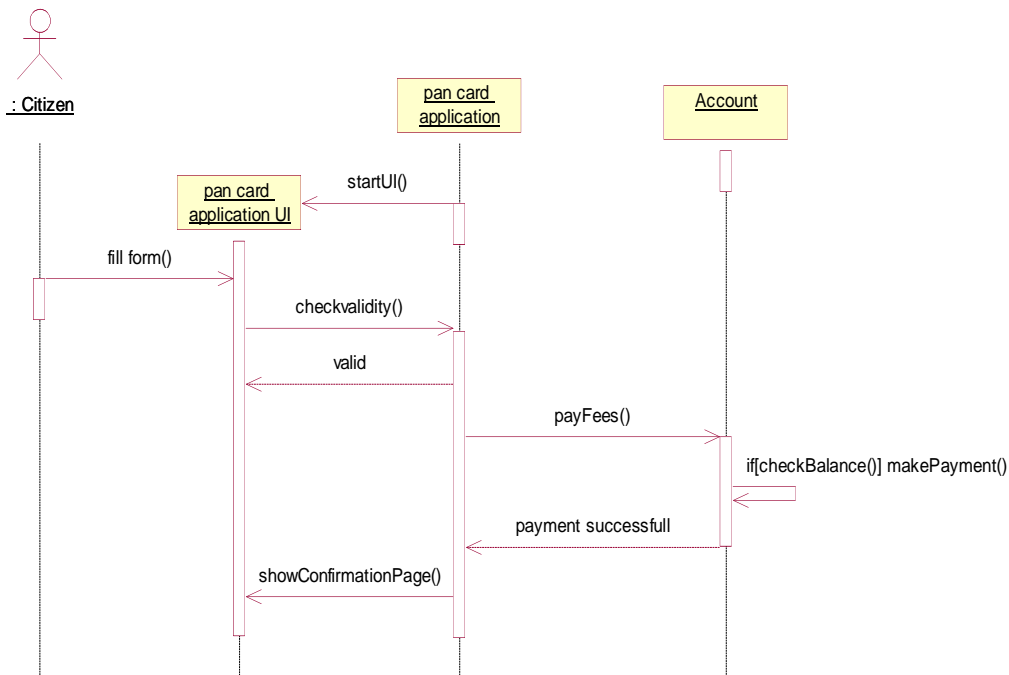 : Citizen
pan card
application
Account
pan card
application UI
startUI()
fill form()
checkvalidity()
valid
payFees()
if[checkBalance()] makePayment()
payment successfull
showConfirmationPage()